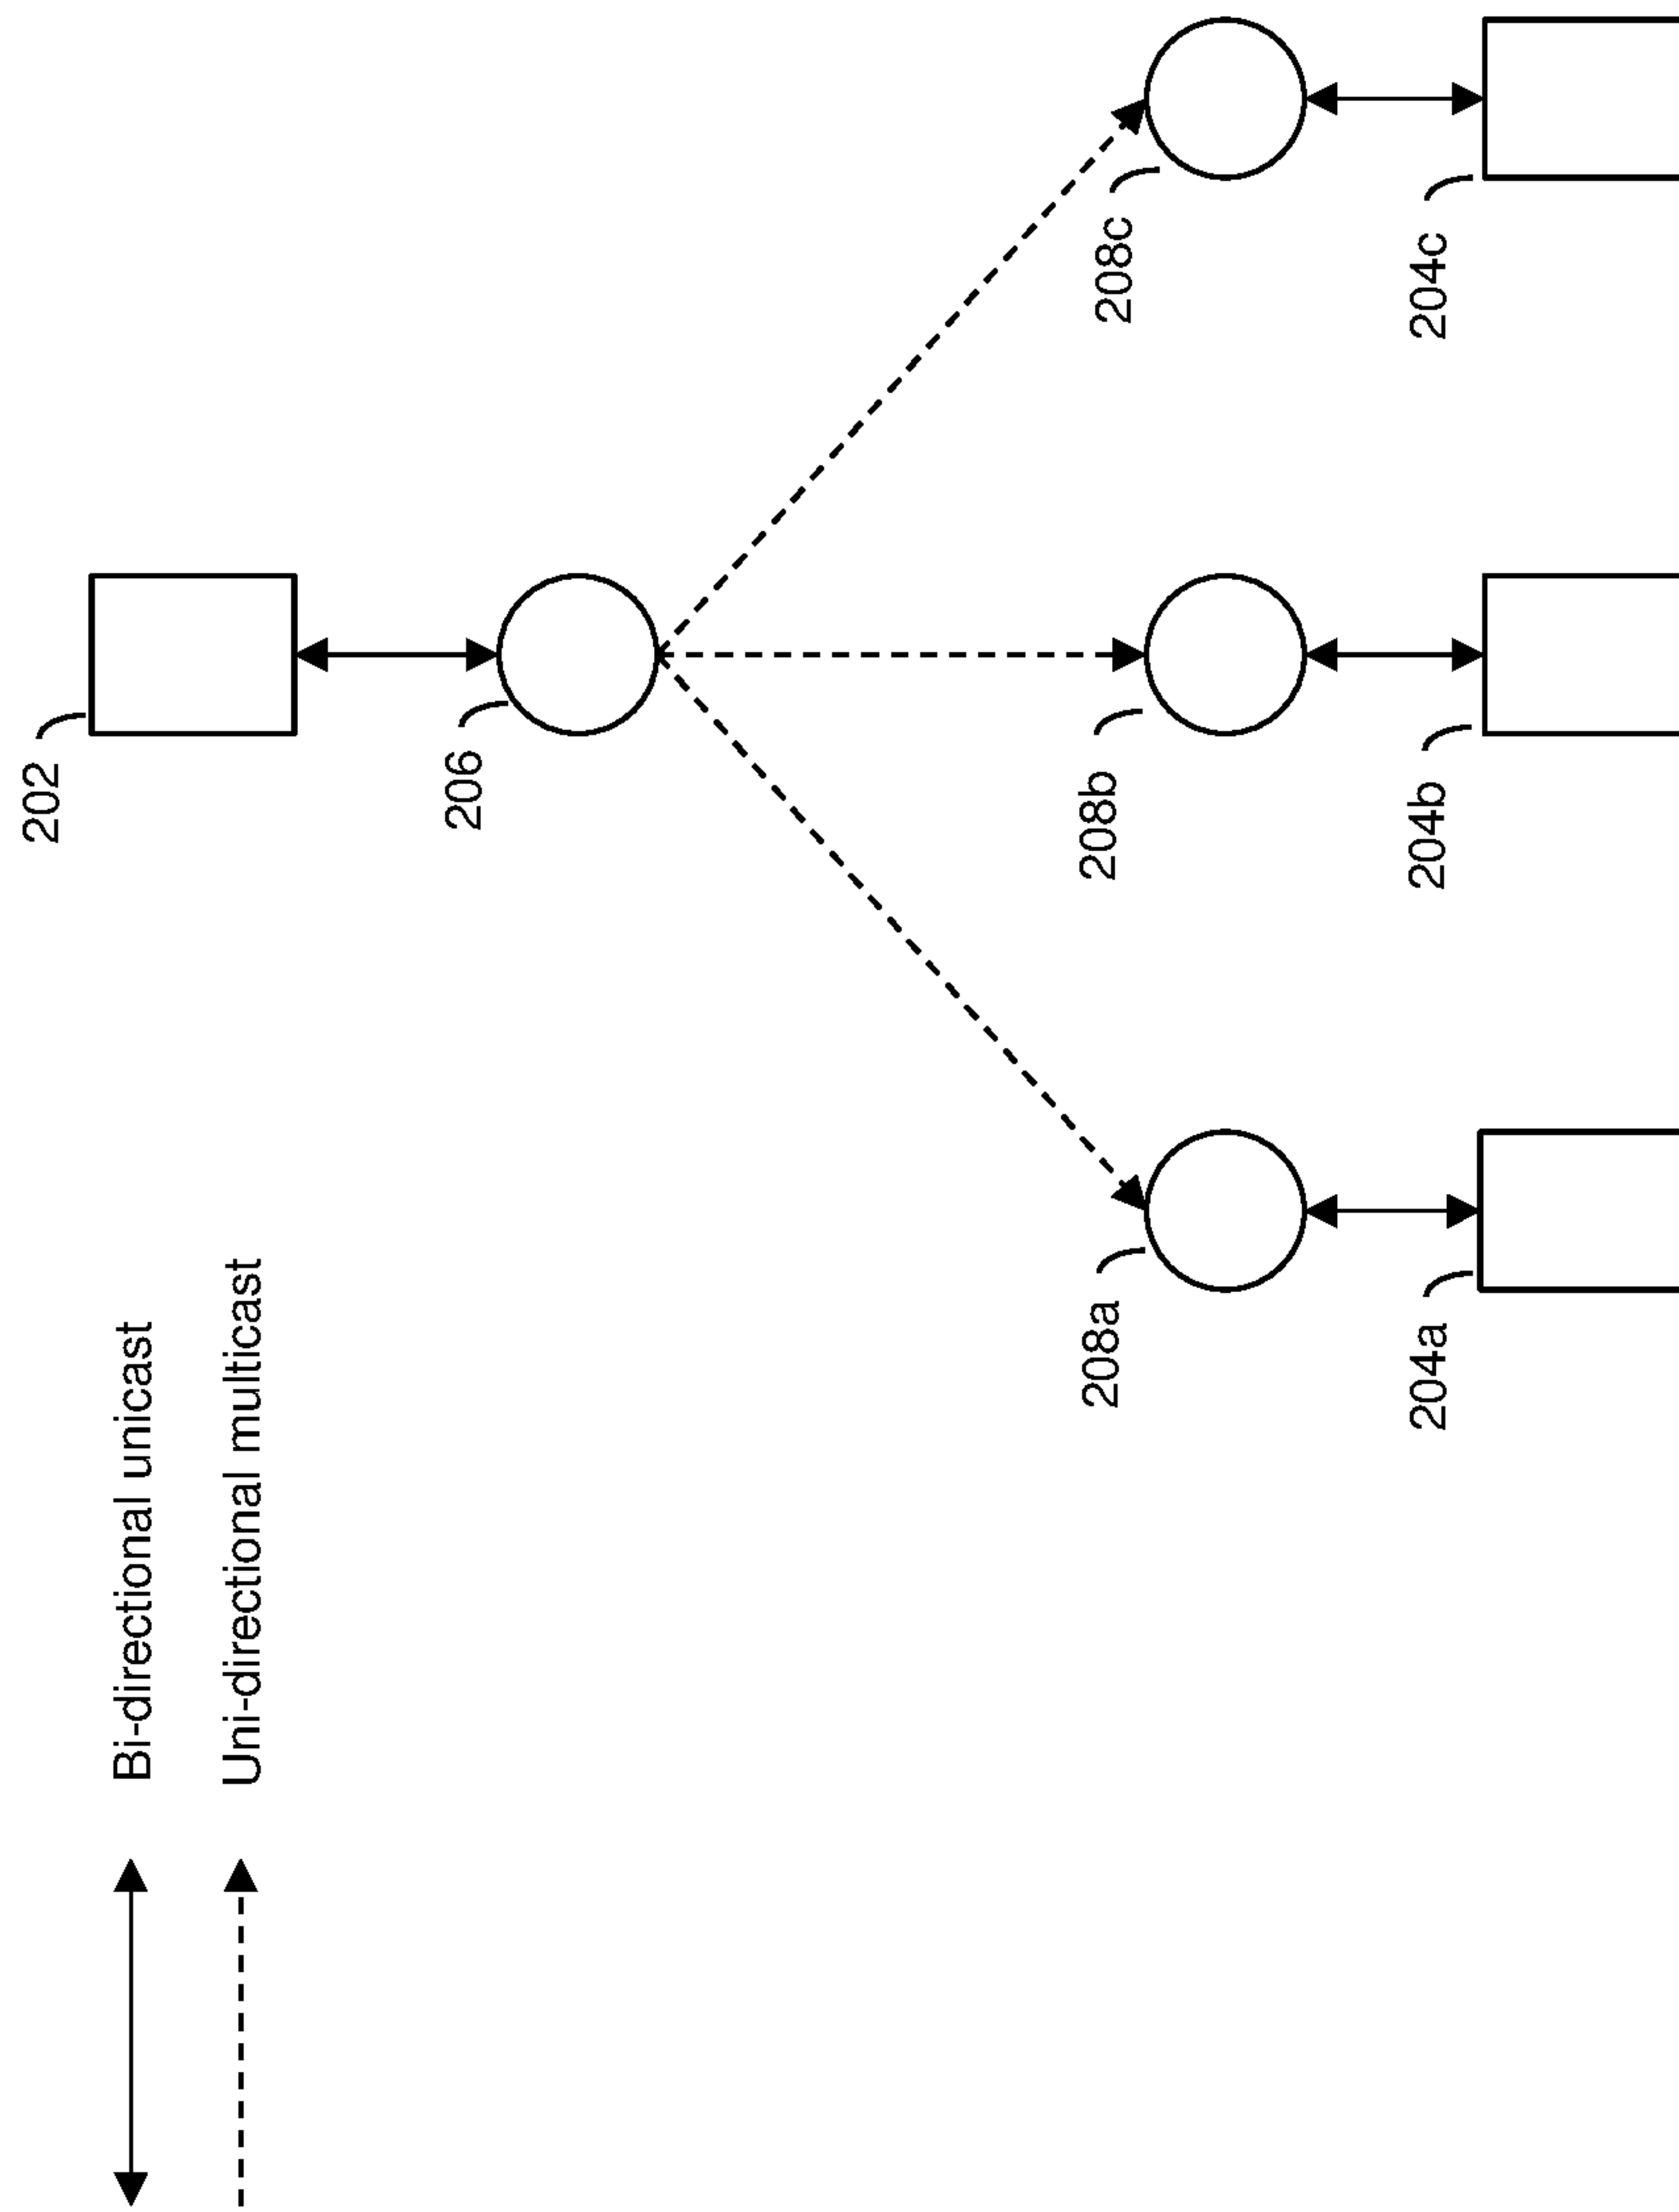 Bi-directional unicast
Uni-directional multicast
202
206
208a
208b
208c
204a
204b
204c